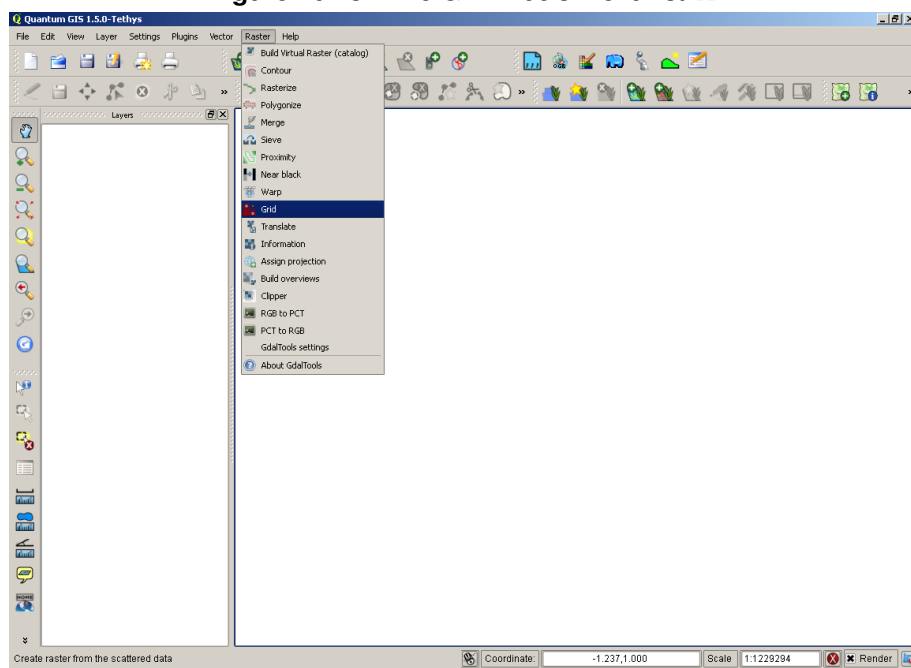 Quantum GIS 1.5.0-Tethys
File Edit View Layer Settings Plugins Vector Raster Help
Build Virtual Raster (catalog)
Contour
Rasterize
Polygonize
Merge
Sieve
Proximity
Near black
Warp
Grid
Translate
Information
Assign projection
Build overviews
Clipper
RGB to PCT
PCT to RGB
GdalTools settings
About GdalTools
Layers
Create raster from the scattered data
Coordinate: -1.237,1.000 Scale 1:1229294 Render